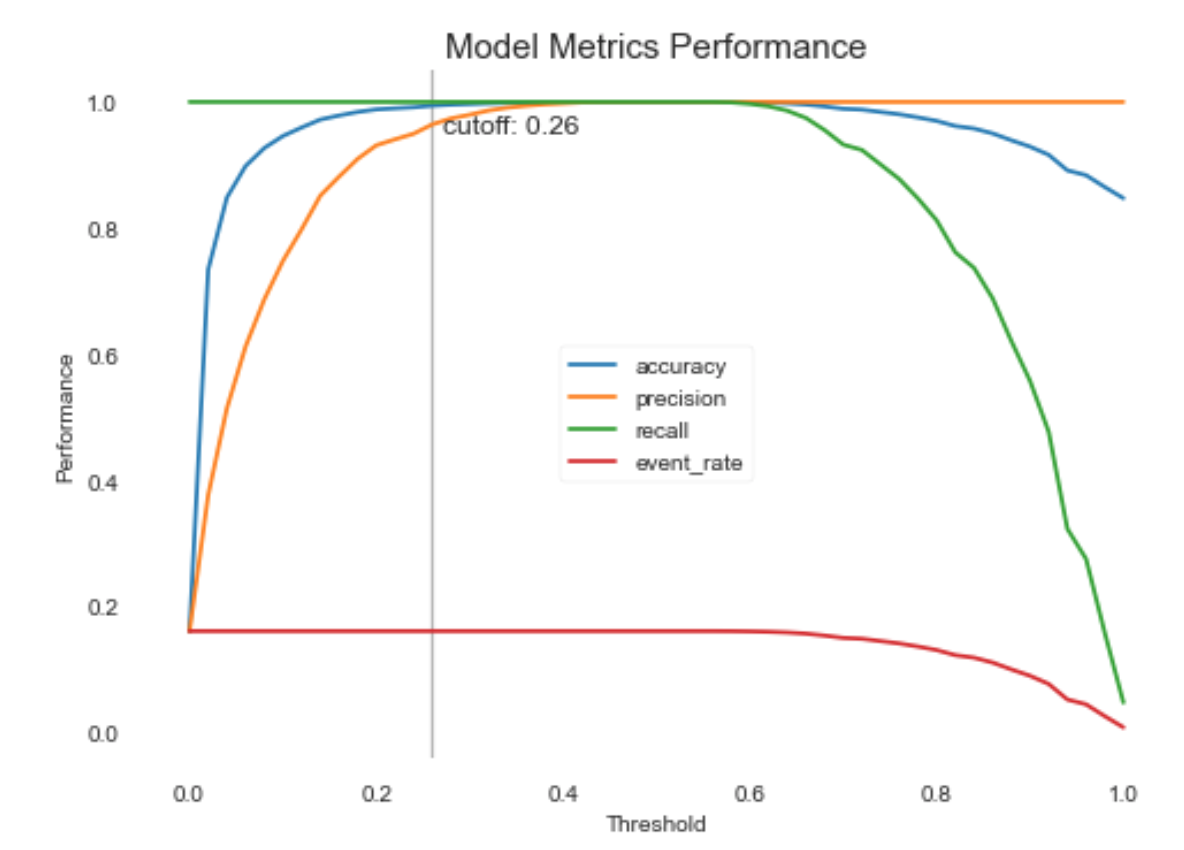 Model Metrics Performance
1.0
cutoff: 0.26
0.8
0.6
accuracy
precision
recall
event_rate
Performance
0.4
0.2
0.0
0.0 0.2 0.4 0.6 0.8 1.0
Threshold